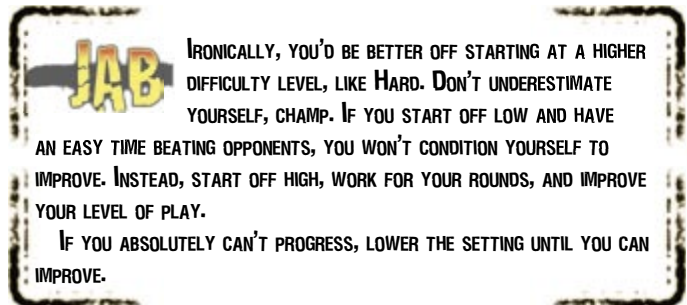 JAB
IRONICALLY, YOU'D BE BETTER OFF STARTING AT A HIGHER
DIFFICULTY LEVEL, LIKE HARD. DON'T UNDERESTIMATE
YOURSELF, CHAMP. IF YOU START OFF LOW AND HAVE
AN EASY TIME BEATING OPPONENTS, YOU WON'T CONDITION YOURSELF TO
IMPROVE. INSTEAD, START OFF HIGH, WORK FOR YOUR ROUNDS, AND IMPROVE
YOUR LEVEL OF PLAY.
IF YOU ABSOLUTELY CAN'T PROGRESS, LOWER THE SETTING UNTIL YOU CAN
IMPROVE.